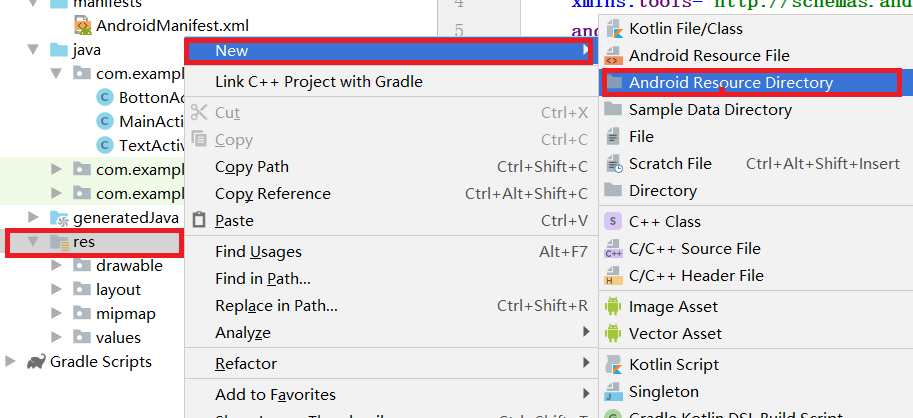 manifests
AndroidManifest.xml
java
com.exampl
BottonAc
MainActi
TextActiv
com.exampl
com.exampl
generatedJava
res
drawable
layout
mipmap
values
Gradle Scripts
4
5
xmlns:tools="http://schemas.and
and
New
Link C++ Project with Gradle
Cut Ctrl+X
Copy Ctrl+C
Copy Path Ctrl+Shift+C
Copy Reference Ctrl+Alt+Shift+C
Paste Ctrl+V
Find Usages Alt+F7
Find in Path...
Replace in Path... Ctrl+Shift+R
Analyze
Refactor
Add to Favorites
Kotlin File/Class
Android Resource File
Android Resource Directory
Sample Data Directory
File
Scratch File Ctrl+Alt+Shift+Insert
Directory
S C++ Class
C++ C/C++ Source File
H C/C++ Header File
Image Asset
Vector Asset
Kotlin Script
Singleton
Gradle Kotlin DSL Build Script